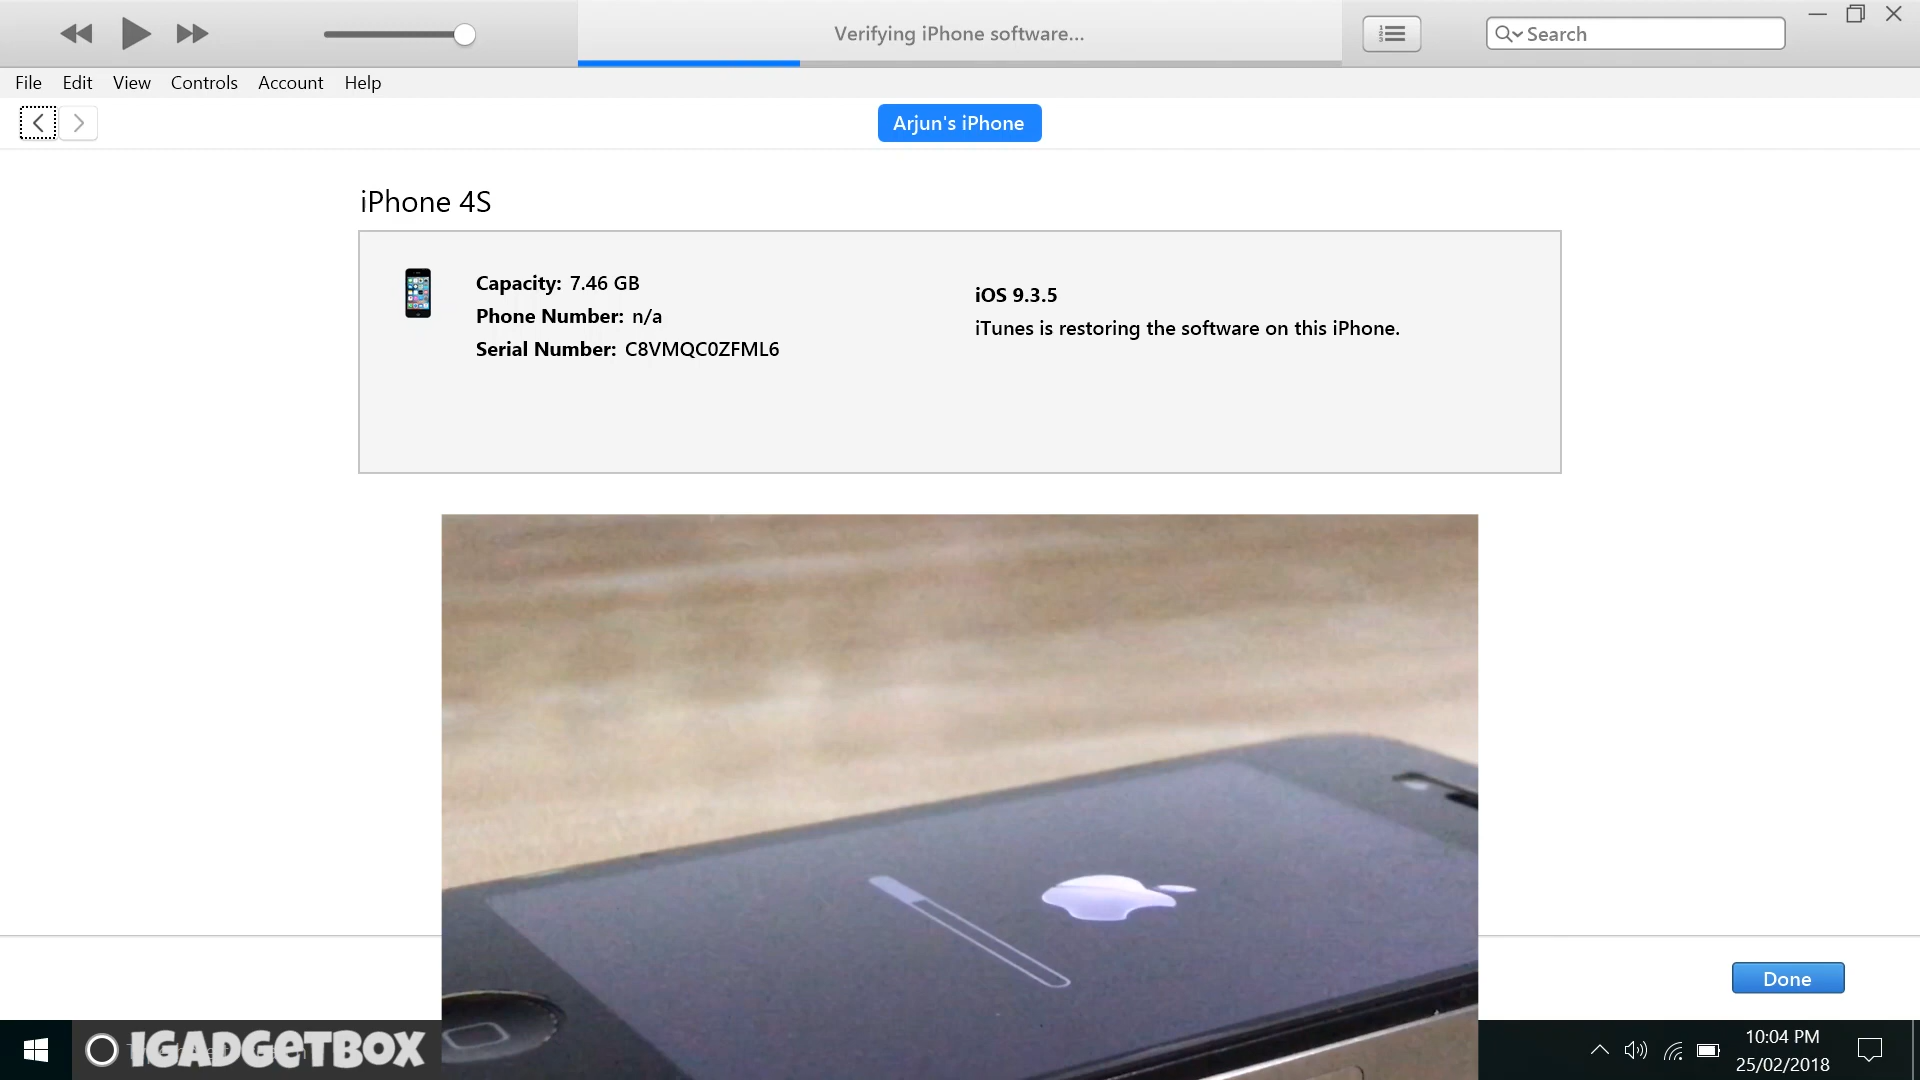 Verifying iPhone software...
Search
File Edit View Controls Account Help
Arjun's iPhone
iPhone 4S
Capacity: 7.46 GB
Phone Number: n/a
Serial Number: C8VMQC0ZFML6
iOS 9.3.5
iTunes is restoring the software on this iPhone.
Done
IGADGETBOX
10:04 PM
25/02/2018